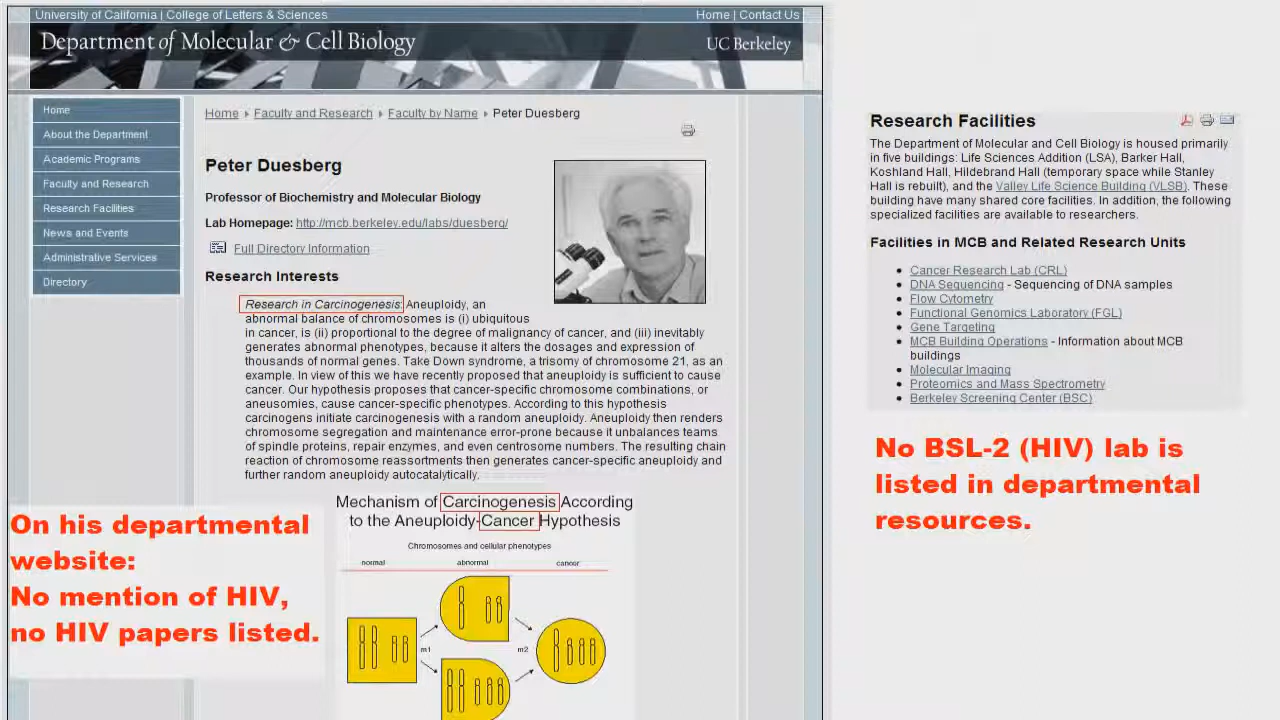 University of California | College of Letters & Sciences
Home | Contact Us
Department of Molecular & Cell Biology
UC Berkeley
Home
About the Department
Academic Programs
Faculty and Research
Research Facilities
News and Events
Administrative Services
Directory
Home Faculty and Research Faculty by Name Peter Duesberg
Peter Duesberg
Professor of Biochemistry and Molecular Biology
Lab Homepage: http://mcb.berkeley.edu/labs/duesberg/
Full Directory Information
Research Interests
Research in Carcinogenesis: Aneuploidy, an
abnormal balance of chromosomes is (i) ubiquitous
in cancer, is (ii) proportional to the degree of malignancy of cancer, and (iii) inevitably
generates abnormal phenotypes, because it alters the dosages and expression of
thousands of normal genes. Take Down syndrome, a trisomy of chromosome 21, as an
example. In view of this we have recently proposed that aneuploidy is sufficient to cause
cancer. Our hypothesis proposes that cancer-specific chromosome combinations, or
aneusomies, cause cancer-specific phenotypes. According to this hypothesis
carcinogens initiate carcinogenesis with a random aneuploidy. Aneuploidy then renders
chromosome segregation and maintenance error-prone because it unbalances teams
of spindle proteins, repair enzymes, and even centrosome numbers. The resulting chain
reaction of chromosome reassortments then generates cancer-specific aneuploidy and
further random aneuploidy autocatalytically.
Mechanism of Carcinogenesis According
to the Aneuploidy-Cancer Hypothesis
Chromosomes and cellular phenotypes
normal abnormal cancer
m1 m2
On his departmental
website:
No mention of HIV,
no HIV papers listed.
Research Facilities
The Department of Molecular and Cell Biology is housed primarily
in five buildings: Life Sciences Addition (LSA), Barker Hall,
Koshland Hall, Hildebrand Hall (temporary space while Stanley
Hall is rebuilt), and the Valley Life Science Building (VLSB). These
building have many shared core facilities. In addition, the following
specialized facilities are available to researchers.
Facilities in MCB and Related Research Units
Cancer Research Lab (CRL)
DNA Sequencing - Sequencing of DNA samples
Flow Cytometry
Functional Genomics Laboratory (FGL)
Gene Targeting
MCB Building Operations - Information about MCB
buildings
Molecular Imaging
Proteomics and Mass Spectrometry
Berkeley Screening Center (BSC)
No BSL-2 (HIV) lab is
listed in departmental
resources.